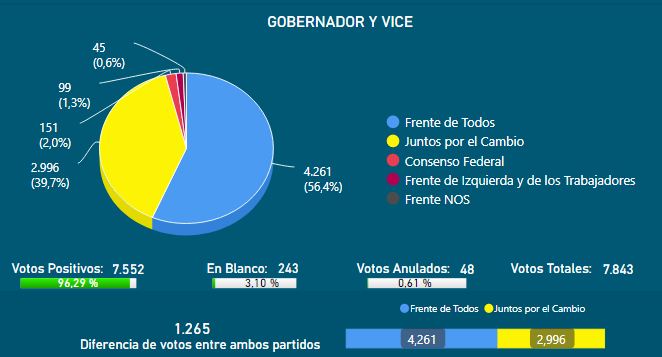 GOBERNADOR Y VICE
45
(0,6%)
99
(1,3%)
151
(2,0%)
2.996
(39,7%)
4.261
(56,4%)
Frente de Todos
Juntos por el Cambio
Consenso Federal
Frente de Izquierda y de los Trabajadores
Frente NOS
Votos Positivos: 7.552
96,29 %
En Blanco: 243
3,10 %
Votos Anulados: 48
0,61 %
Votos Totales: 7.843
Frente de Todos Juntos por el Cambio
1.265
Diferencia de votos entre ambos partidos
4,261 2,996